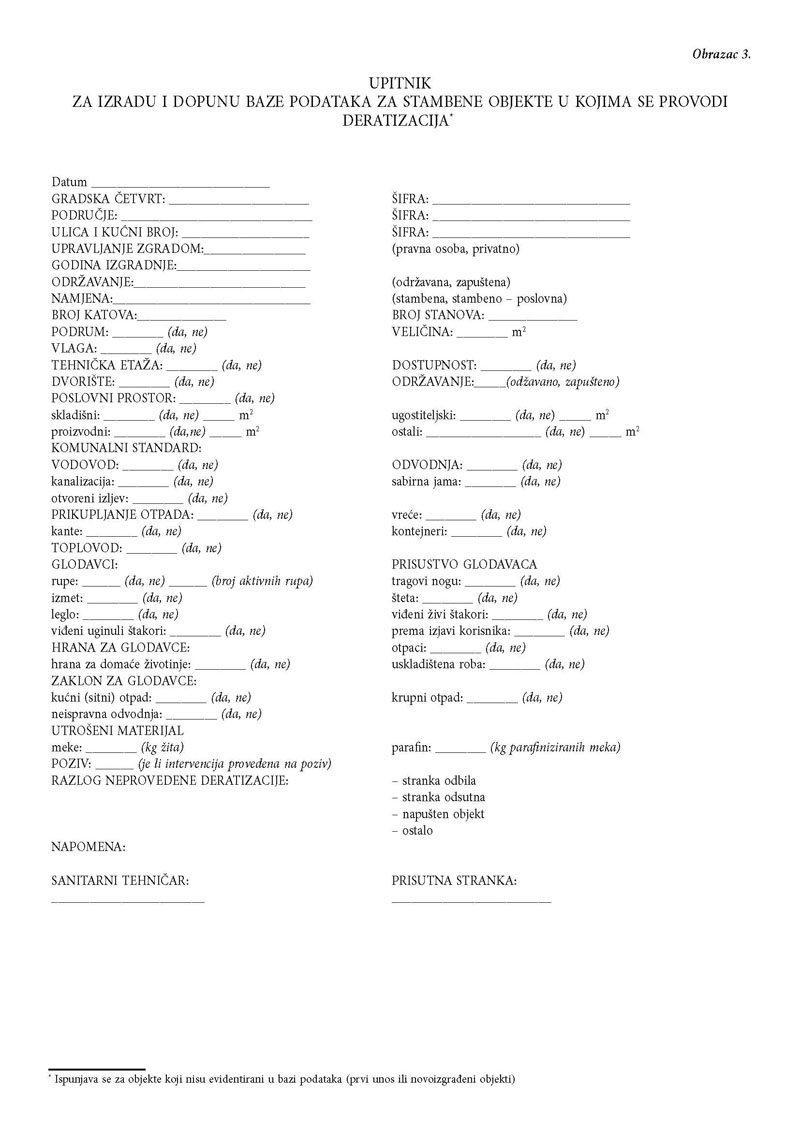 Obrazac 3.
UPITNIK
ZA IZRADU I DOPUNU BAZE PODATAKA ZA STAMBENE OBJEKTE U KOJIMA SE PROVODI
DERATIZACIJA*
Datum ____________________________
GRADSKA ČETVRT: ______________________ ŠIFRA: _______________________________
PODRUČJE: ______________________________ ŠIFRA: _______________________________
ULICA I KUĆNI BROJ: ____________________ ŠIFRA: _______________________________
UPRAVLJANJE ZGRADOM:________________ (pravna osoba, privatno)
GODINA IZGRADNJE:_____________________
ODRŽAVANJE:___________________________ (održavana, zapuštena)
NAMJENA:_______________________________ (stambena, stambeno – poslovna)
BROJ KATOVA:______________ BROJ STANOVA: ______________
PODRUM: ________ (da, ne) VELIČINA: ________ m²
VLAGA: ________ (da, ne)
TEHNIČKA ETAŽA: ________ (da, ne) DOSTUPNOST: ________ (da, ne)
DVORIŠTE: ________ (da, ne) ODRŽAVANJE:_____(odžavano, zapušteno)
POSLOVNI PROSTOR: ________ (da, ne)
skladišni: ________ (da, ne) _____ m² ugostiteljski: ________ (da, ne) _____ m²
proizvodni: ________ (da,ne) _____ m² ostali: __________________ (da, ne) _____ m²
KOMUNALNI STANDARD:
VODOVOD: ________ (da, ne) ODVODNJA: ________ (da, ne)
kanalizacija: ________ (da, ne) sabirna jama: ________ (da, ne)
otvoreni izljev: ________ (da, ne)
PRIKUPLJANJE OTPADA: ________ (da, ne) vreće: ________ (da, ne)
kante: ________ (da, ne) kontejneri: ________ (da, ne)
TOPLOVOD: ________ (da, ne)
GLODAVCI: PRISUSTVO GLODAVACA
rupe: ______ (da, ne) ______ (broj aktivnih rupa) tragovi nogu: ________ (da, ne)
izmet: ________ (da, ne) šteta: ________ (da, ne)
leglo: ________ (da, ne) viđeni živi štakori: ________ (da, ne)
viđeni uginuli štakori: ________ (da, ne) prema izjavi korisnika: ________ (da, ne)
HRANA ZA GLODAVCE: otpaci: ________ (da, ne)
hrana za domaće životinje: ________ (da, ne) uskladištena roba: ________ (da, ne)
ZAKLON ZA GLODAVCE:
kućni (sitni) otpad: ________ (da, ne) krupni otpad: ________ (da, ne)
neispravna odvodnja: ________ (da, ne)
UTROŠENI MATERIJAL
meke: ________ (kg žita) parafin: ________ (kg parafiniziranih meka)
POZIV: ______ (je li intervencija provedena na poziv)
RAZLOG NEPROVEDENE DERATIZACIJE: – stranka odbila
– stranka odsutna
– napušten objekt
– ostalo
NAPOMENA:
SANITARNI TEHNIČAR: PRISUTNA STRANKA:
________________________ _________________________
* Ispunjava se za objekte koji nisu evidentirani u bazi podataka (prvi unos ili novoizgrađeni objekti)